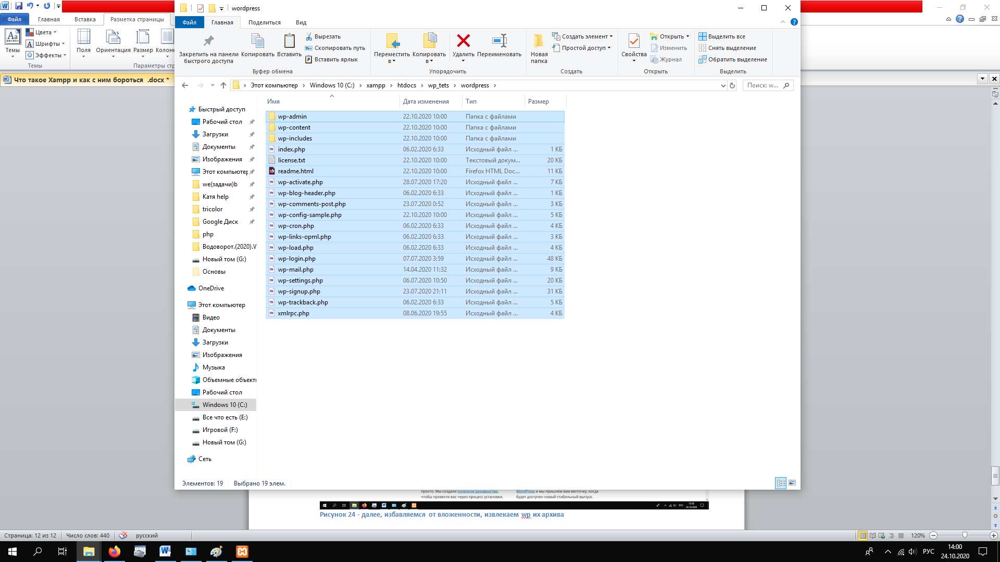 wordpress
Файл
Главная
Вставка
Разметка страницы
Файл
Главная
Поделиться
Вид
Темы
Цвета
Шрифты
Эффекты
Темы
Поля
Ориентация
Размер
Закрепить на панели быстрого доступа
Копировать
Вставить
Вырезать
Скопировать путь
Вставить ярлык
Буфер обмена
Переместить в
Копировать в
Удалить
Переименовать
Упорядочить
Новая папка
Создать элемент
Простой доступ
Создать
Свойства
Открыть
Изменить
Журнал
Открыть
Выделить все
Снять выделение
Обратить выделение
Выделить
Что такое Xampp и как с ним бороться .docx *
Этот компьютер > Windows 10 (C:) > xampp > htdocs > wp_tets > wordpress >
Поиск: w...
Имя Дата изменения Тип Размер
Быстрый доступ
Рабочий стол
Загрузки
Документы
Изображения
Этот компьютер
we(задачи)b
Катя help
tricolor
Google Диск
php
Водоворот.(2020).
Новый том (G:)
Основы
OneDrive
Этот компьютер
Видео
Документы
Загрузки
Изображения
Музыка
Объемные объект
Рабочий стол
Windows 10 (C:)
Все что есть (E:)
Игровой (F:)
Новый том (G:)
Сеть
wp-admin 22.10.2020 10:00 Папка с файлами
wp-content 22.10.2020 10:00 Папка с файлами
wp-includes 22.10.2020 10:00 Папка с файлами
index.php 06.02.2020 6:33 Исходный файл ... 1 КБ
license.txt 22.10.2020 10:00 Текстовый докум... 20 КБ
readme.html 22.10.2020 10:00 Firefox HTML Doc... 11 КБ
wp-activate.php 28.07.2020 17:20 Исходный файл ... 7 КБ
wp-blog-header.php 06.02.2020 6:33 Исходный файл ... 1 КБ
wp-comments-post.php 23.07.2020 0:52 Исходный файл ... 3 КБ
wp-config-sample.php 22.10.2020 10:00 Исходный файл ... 5 КБ
wp-cron.php 06.02.2020 6:33 Исходный файл ... 4 КБ
wp-links-opml.php 06.02.2020 6:33 Исходный файл ... 3 КБ
wp-load.php 06.02.2020 6:33 Исходный файл ... 4 КБ
wp-login.php 07.07.2020 3:59 Исходный файл ... 48 КБ
wp-mail.php 14.04.2020 11:32 Исходный файл ... 9 КБ
wp-settings.php 06.07.2020 10:50 Исходный файл ... 20 КБ
wp-signup.php 23.07.2020 21:11 Исходный файл ... 31 КБ
wp-trackback.php 06.02.2020 6:33 Исходный файл ... 5 КБ
xmlrpc.php 08.06.2020 19:55 Исходный файл ... 4 КБ
Элементов: 19 Выбрано 19 элем.
просто. Мы создали полезное руководство,
чтобы провести вас через процесс установки.
WordPress и мы пришлем вам весточку, когда
будет доступен новый стабильный выпуск.
РУС 13:58
24.10.2020
Рисунок 24 - далее, избавляемся от вложенности, извлекаем wp их архива
Страница: 12 из 12 Число слов: 440 русский 120%
РУС 14:00
24.10.2020